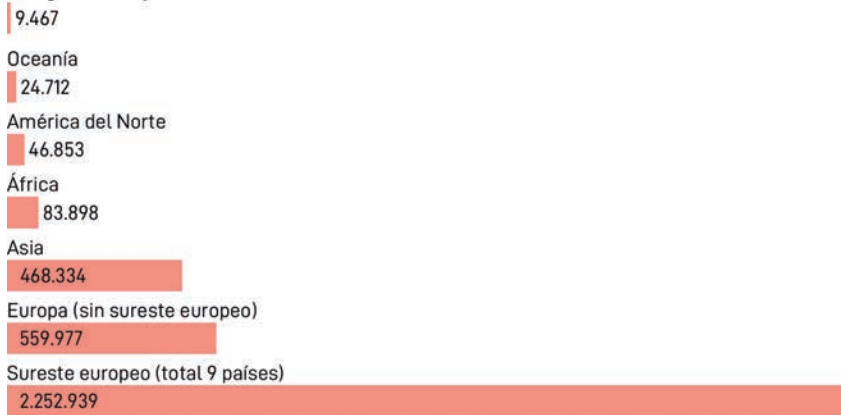 9.467
Oceanía
24.712
América del Norte
46.853
África
83.898
Asia
468.334
Europa (sin sureste europeo)
559.977
Sureste europeo (total 9 países)
2.252.939